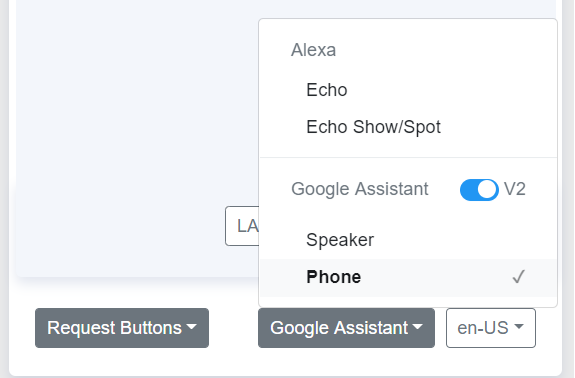 Alexa
Echo
Echo Show/Spot
Google Assistant V2
LA
Speaker
Phone
Request Buttons Google Assistant en-US